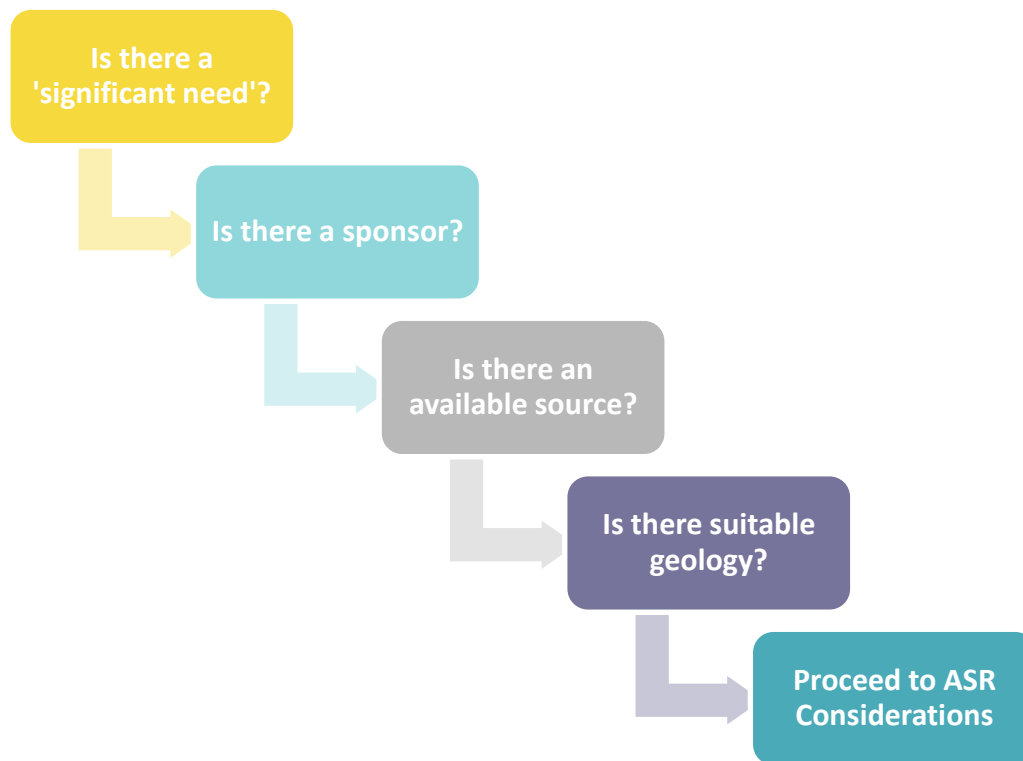 Is there a
'significant need'?
Is there a sponsor?
Is there an
available source?
Is there suitable
geology?
Proceed to ASR
Considerations